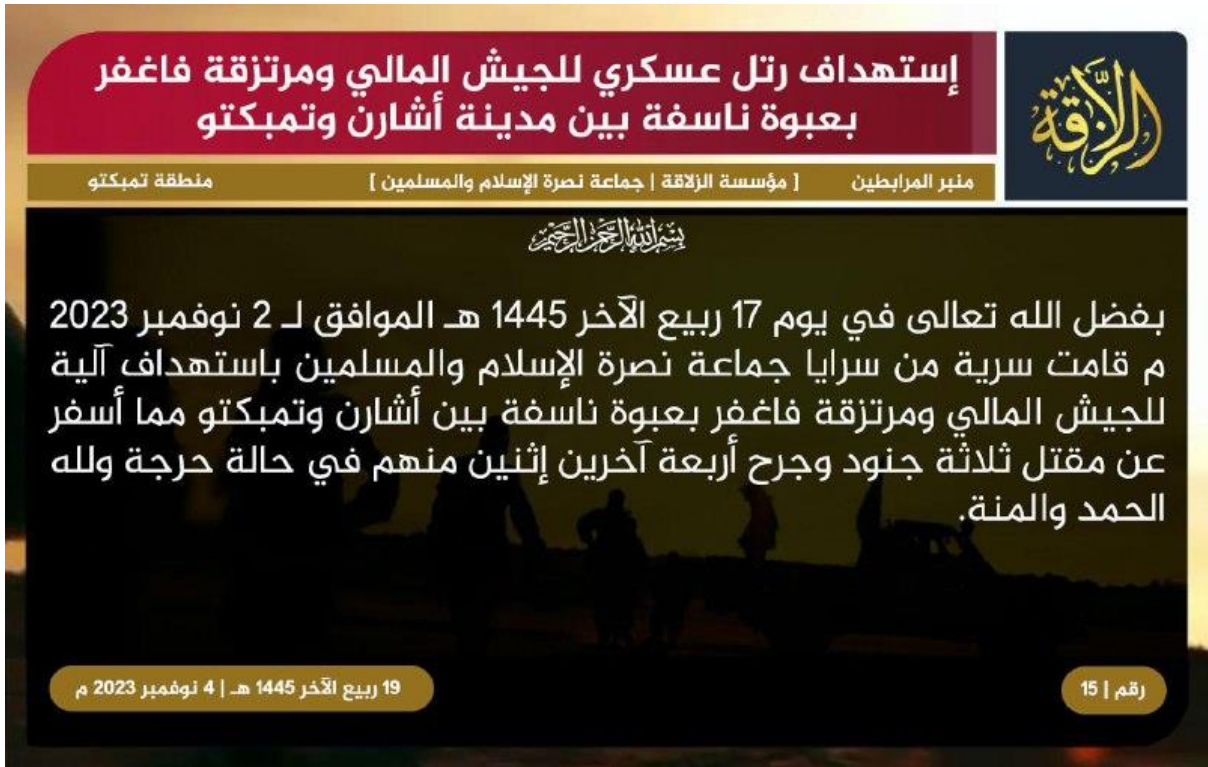 الزلاقة
إستهداف رتل عسكري للجيش المالي ومرتزقة فاغفر
بعبوة ناسفة بين مدينة أشارن وتمبكتو
منبر المرابطين [ مؤسسة الزلاقة | جماعة نصرة الإسلام والمسلمين ] منطقة تمبكتو
بسم الله الرحمن الرحيم
بفضل الله تعالى في يوم 17 ربيع الآخر 1445 هـ الموافق لـ 2 نوفمبر 2023
م قامت سرية من سرايا جماعة نصرة الإسلام والمسلمين باستهداف آلية
للجيش المالي ومرتزقة فاغفر بعبوة ناسفة بين أشارن وتمبكتو مما أسفر
عن مقتل ثلاثة جنود وجرح أربعة آخرين إثنين منهم في حالة حرجة ولله
الحمد والمنة.
رقم | 15
19 ربيع الآخر 1445 هـ | 4 نوفمبر 2023 م